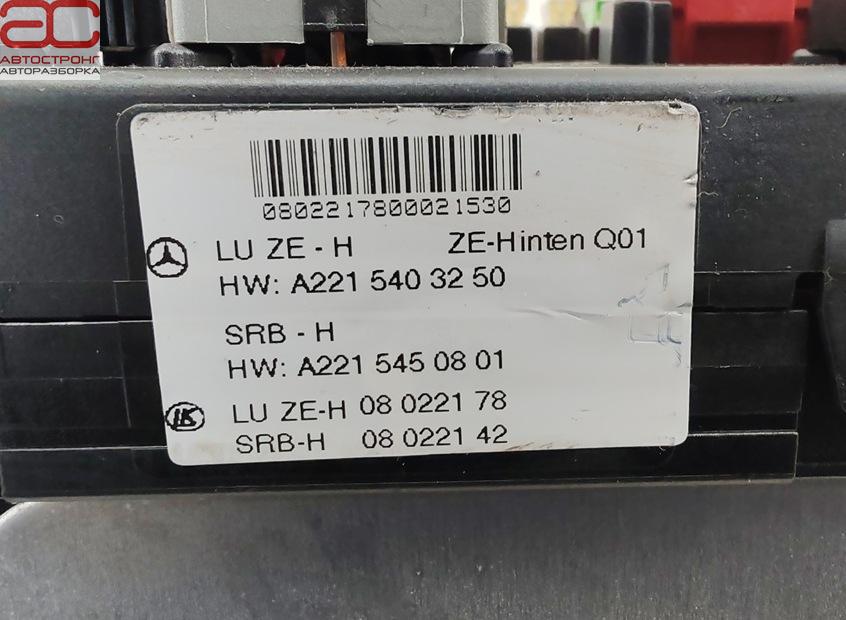 АС
АВТОСТРОНГ
АВТОРАЗБОРКА
0802217800021530
LU ZE - H ZE-Hinten Q01
HW: A221 540 32 50
SRB - H
HW: A221 545 08 01
LK LU ZE-H 08 0221 78
SRB-H 08 0221 42